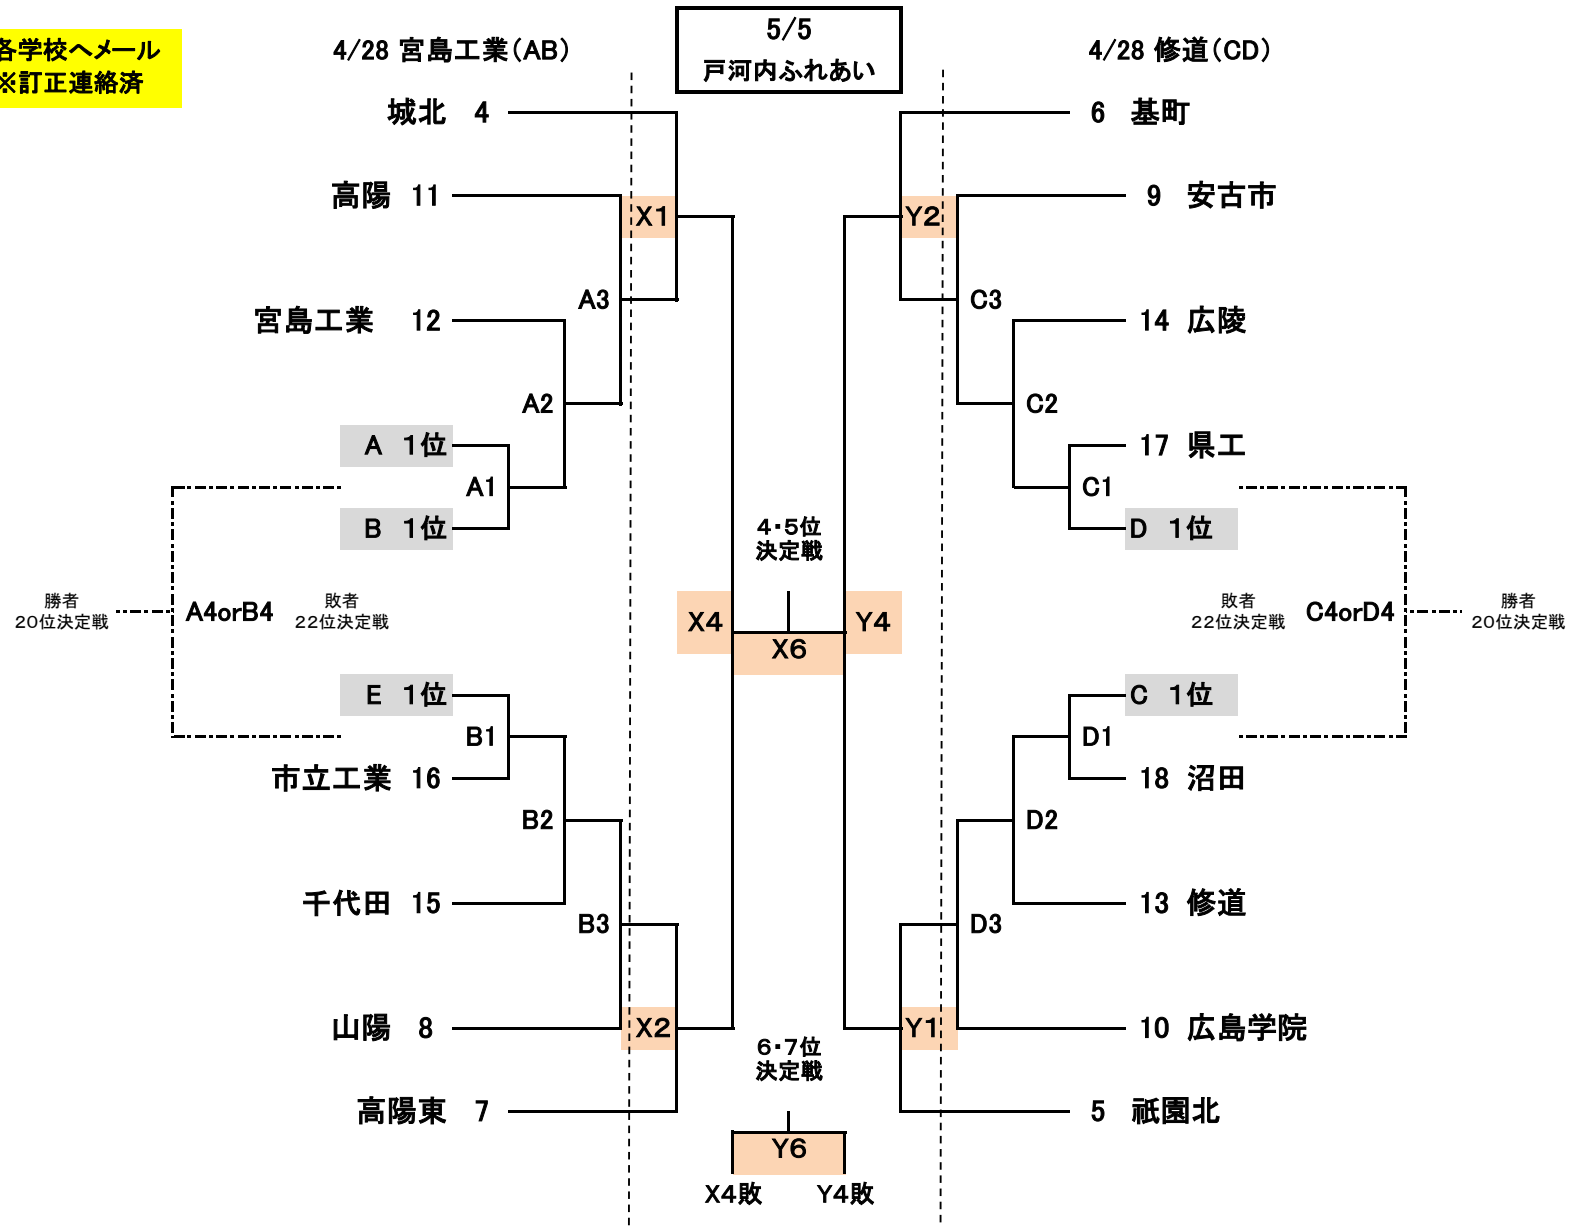 各学校へメール
※訂正連絡済
4/28 宮島工業(AB)
5/5
戸河内ふれあい
4/28 修道(CD)
城北 4
6 基町
高陽 11
X1
Y2
9 安古市
A3
C3
宮島工業 12
14 広陵
A2
C2
A 1位
17 県工
A1
C1
B 1位
4・5位
決定戦
D 1位
勝者
20位決定戦
A4orB4
敗者
22位決定戦
X4
X6
Y4
敗者
22位決定戦
C4orD4
勝者
20位決定戦
E 1位
C 1位
B1
D1
市立工業 16
18 沼田
B2
D2
千代田 15
13 修道
B3
D3
山陽 8
X2
Y1
10 広島学院
6・7位
決定戦
高陽東 7
5 祇園北
Y6
X4敗
Y4敗